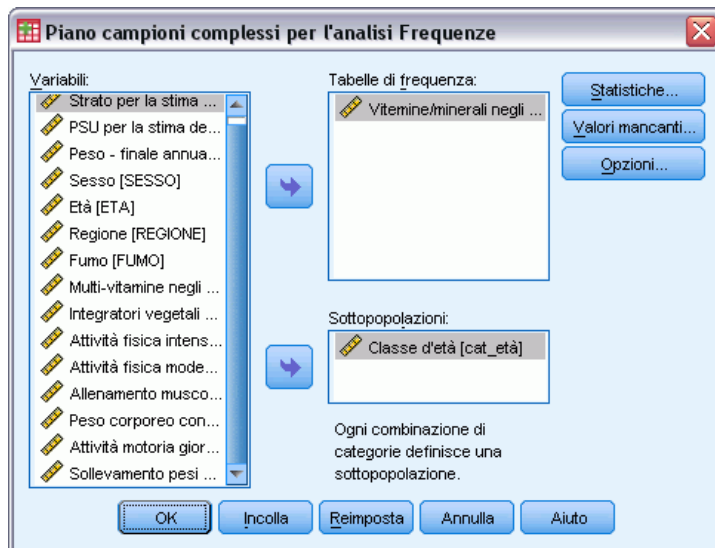 Piano campioni complessi per l'analisi Frequenze
Variabili:
Strato per la stima ...
PSU per la stima de...
Peso - finale annua...
Sesso [SESSO]
Età [ETA]
Regione [REGIONE]
Fumo [FUMO]
Multi-vitamine negli ...
Integratori vegetali ...
Attività fisica intens...
Attività fisica mode...
Allenamento musco...
Peso corporeo con...
Attività motoria gior...
Sollevamento pesi ...
Tabelle di frequenza:
Vitemine/minerali negli ...
Sottopopolazioni:
Classe d'età [cat_età]
Ogni combinazione di
categorie definisce una
sottopopolazione.
Statistiche...
Valori mancanti...
Opzioni...
OK
Incolla
Reimposta
Annulla
Aiuto